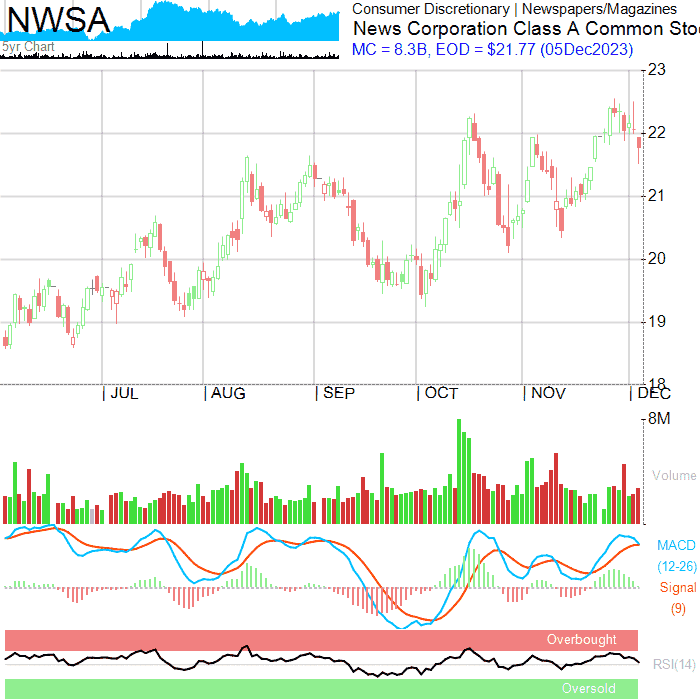 NWSA
5yr Chart
Consumer Discretionary | Newspapers/Magazines
News Corporation Class A Common Sto
MC = 8.3B, EOD = $21.77 (05Dec2023)
23
22
21
20
19
18
| JUL | AUG | SEP | OCT | NOV | DEC
8M
Volume
MACD
(12-26)
Signal
(9)
Overbought
RSI(14)
Oversold